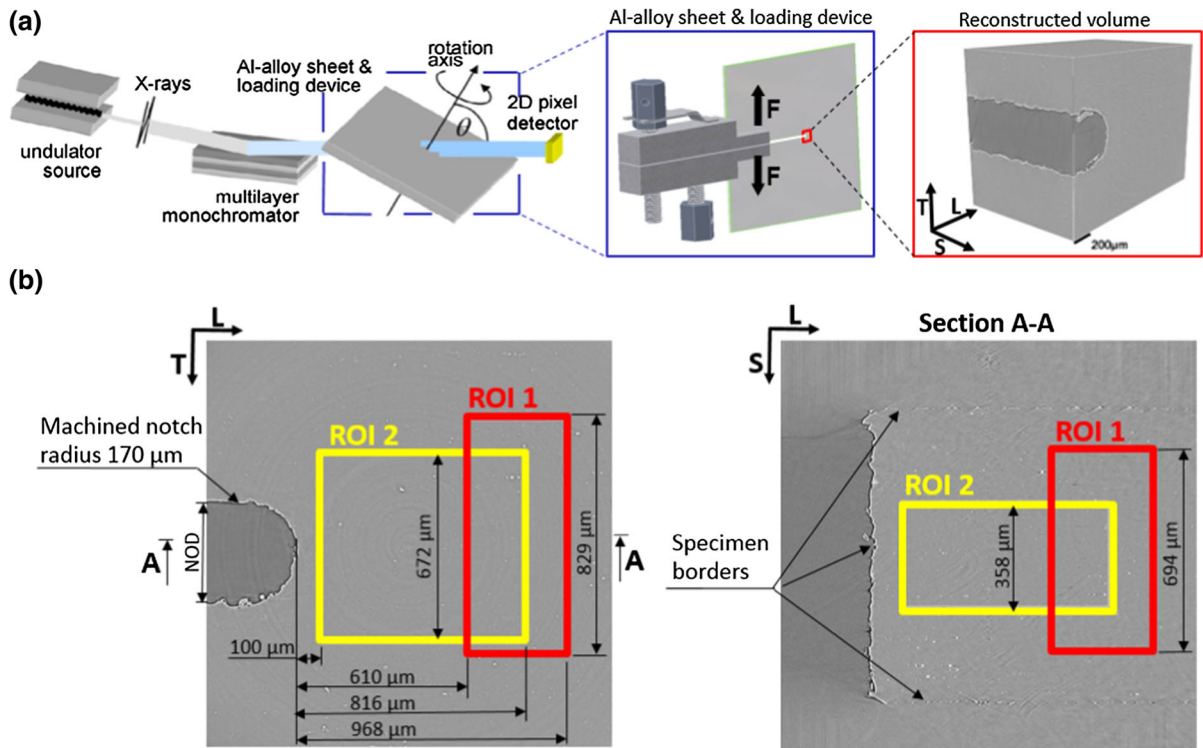 (a)
undulator
source
X-rays
multilayer
monochromator
Al-alloy sheet &
loading device
rotation
axis
θ
2D pixel
detector
Al-alloy sheet & loading device
F
F
Reconstructed volume
T
L
S
200µm
(b)
L
T
Machined notch
radius 170 µm
NOD
A
A
ROI 1
ROI 2
672 µm
829 µm
100 µm
610 µm
816 µm
968 µm
Section A-A
L
S
Specimen
borders
ROI 1
ROI 2
358 µm
694 µm